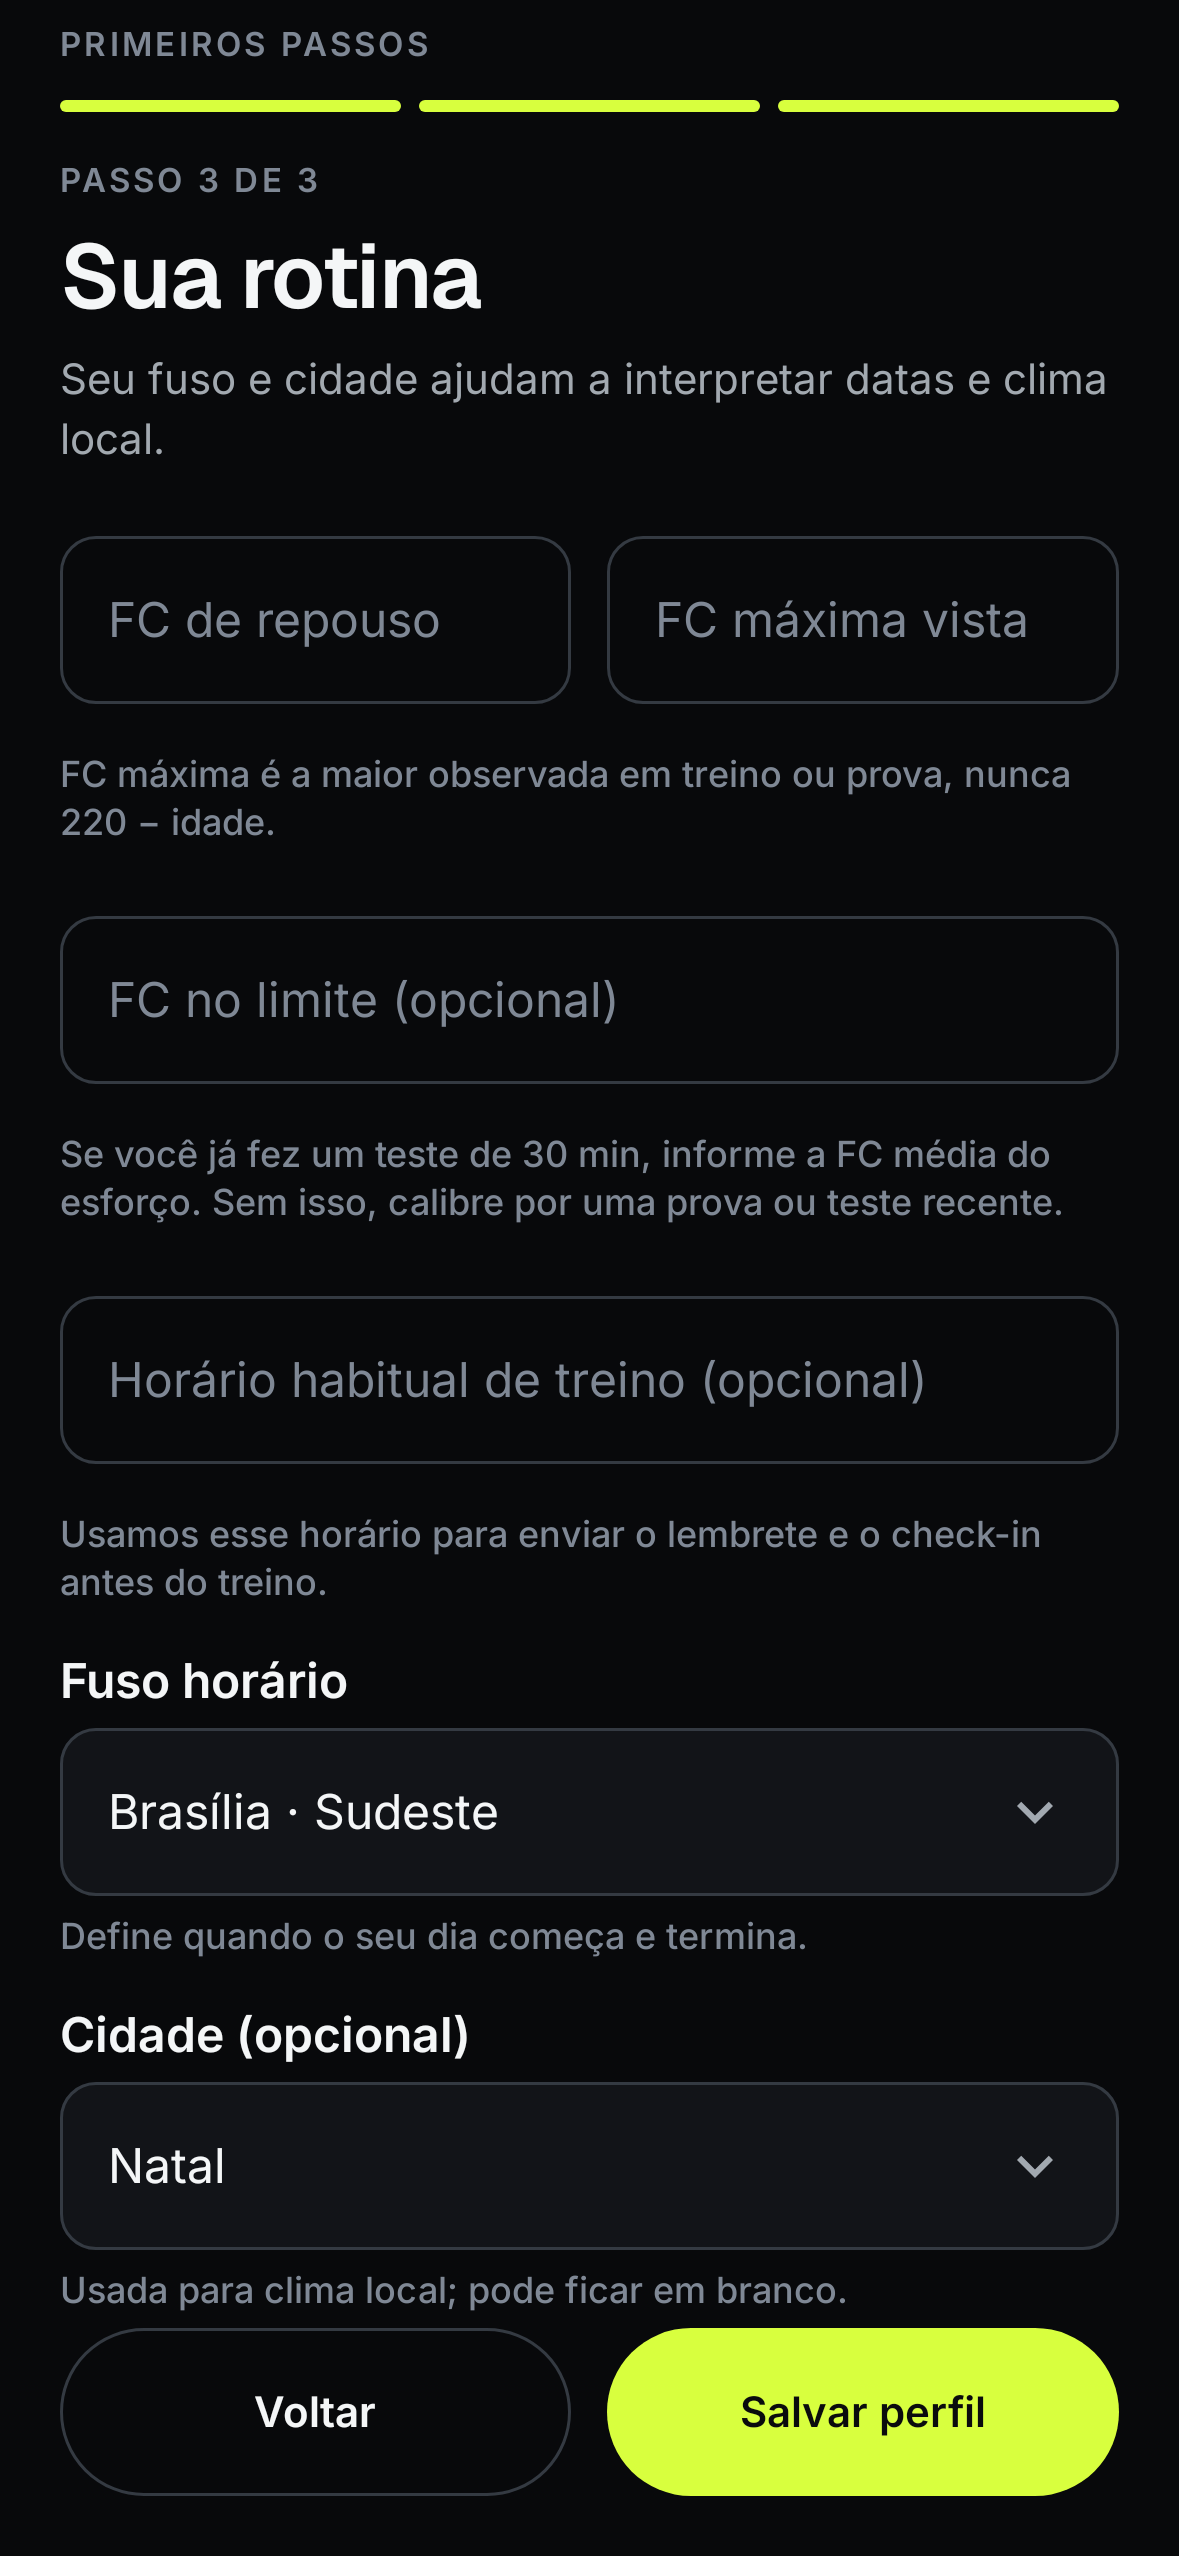 PRIMEIROS PASSOS
PASSO 3 DE 3
Sua rotina
Seu fuso e cidade ajudam a interpretar datas e clima
local.
FC de repouso
FC máxima vista
FC máxima é a maior observada em treino ou prova, nunca
220 − idade.
FC no limite (opcional)
Se você já fez um teste de 30 min, informe a FC média do
esforço. Sem isso, calibre por uma prova ou teste recente.
Horário habitual de treino (opcional)
Usamos esse horário para enviar o lembrete e o check-in
antes do treino.
Fuso horário
Brasília · Sudeste
Define quando o seu dia começa e termina.
Cidade (opcional)
Natal
Usada para clima local; pode ficar em branco.
Voltar
Salvar perfil